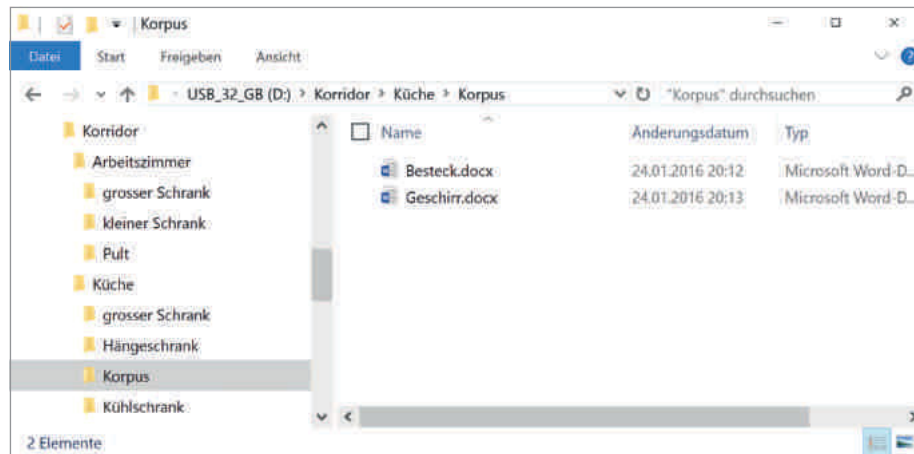 Korpus
Datei Start Freigeben Ansicht
USB_32_GB (D:) > Korridor > Küche > Korpus "Korpus" durchsuchen
Korridor
Arbeitszimmer
grosser Schrank
kleiner Schrank
Pult
Küche
grosser Schrank
Hängeschrank
Korpus
Kühlschrank
Name Änderungsdatum Typ
Besteck.docx 24.01.2016 20:12 Microsoft Word-D...
Geschirr.docx 24.01.2016 20:13 Microsoft Word-D...
2 Elemente